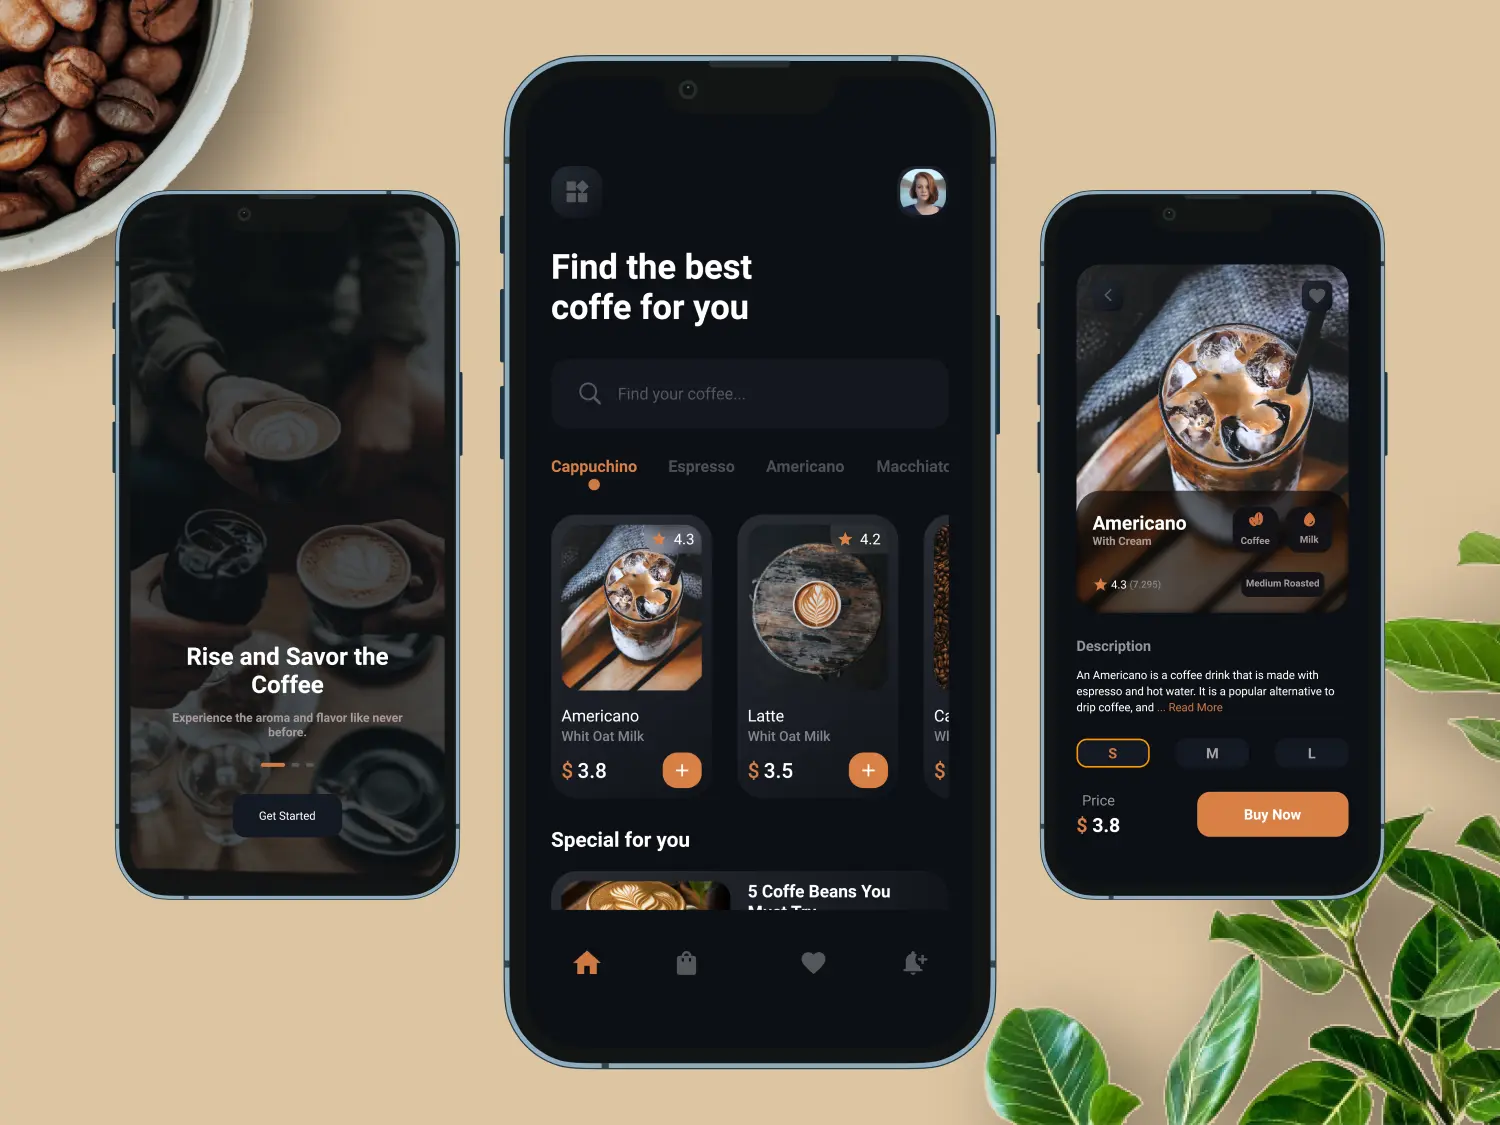 Rise and Savor the
Coffee
Experience the aroma and flavor like never
before.
Get Started
Find the best
coffe for you
Find your coffee...
Cappuchino Espresso Americano Macchiato
4.3
Americano
Whit Oat Milk
$ 3.8
4.2
Latte
Whit Oat Milk
$ 3.5
Ca
Wh
$
Special for you
5 Coffe Beans You
Must Try
Americano
With Cream
Coffee
Milk
4.3 (7.295)
Medium Roasted
Description
An Americano is a coffee drink that is made with
espresso and hot water. It is a popular alternative to
drip coffee, and ... Read More
S M L
Price
$ 3.8
Buy Now